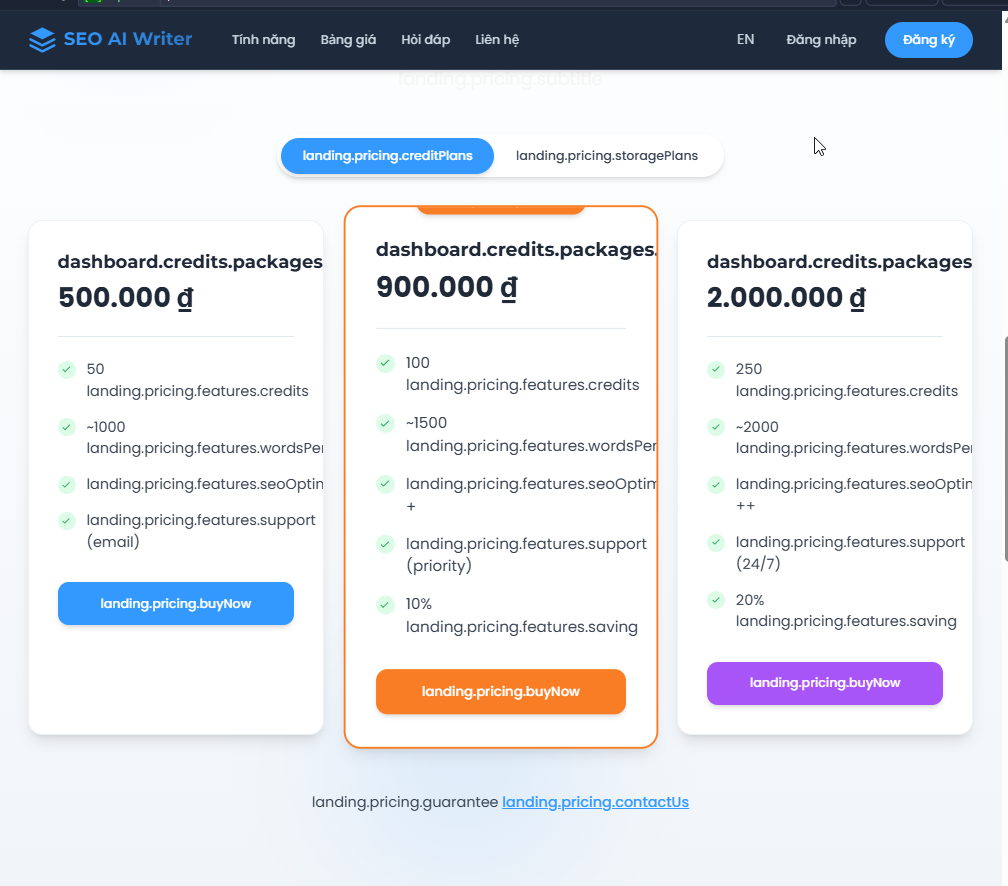 SEO AI Writer
Tính năng
Bảng giá
Hỏi đáp
Liên hệ
EN
Đăng nhập
Đăng ký
landing.pricing.subtitle
landing.pricing.creditPlans
landing.pricing.storagePlans
dashboard.credits.packages
500.000 ₫
50
landing.pricing.features.credits
~1000
landing.pricing.features.wordsPer
landing.pricing.features.seoOptim
landing.pricing.features.support
(email)
landing.pricing.buyNow
dashboard.credits.packages.
900.000 ₫
100
landing.pricing.features.credits
~1500
landing.pricing.features.wordsPer
landing.pricing.features.seoOptim
+
landing.pricing.features.support
(priority)
10%
landing.pricing.features.saving
landing.pricing.buyNow
dashboard.credits.packages
2.000.000 ₫
250
landing.pricing.features.credits
~2000
landing.pricing.features.wordsPer
landing.pricing.features.seoOptin
++
landing.pricing.features.support
(24/7)
20%
landing.pricing.features.saving
landing.pricing.buyNow
landing.pricing.guarantee landing.pricing.contactUs